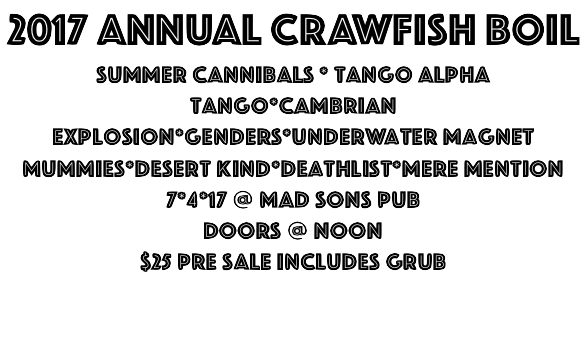 2017 ANNUAL CRAWFISH BOIL
SUMMER CANNIBALS * TANGO ALPHA
TANGO*CAMBRIAN
EXPLOSION*GENDERS*UNDERWATER MAGNET
MUMMIES*DESERT KIND*DEATHLIST*MERE MENTION
7*4*17 @ MAD SONS PUB
DOORS @ NOON
$25 PRE SALE INCLUDES GRUB